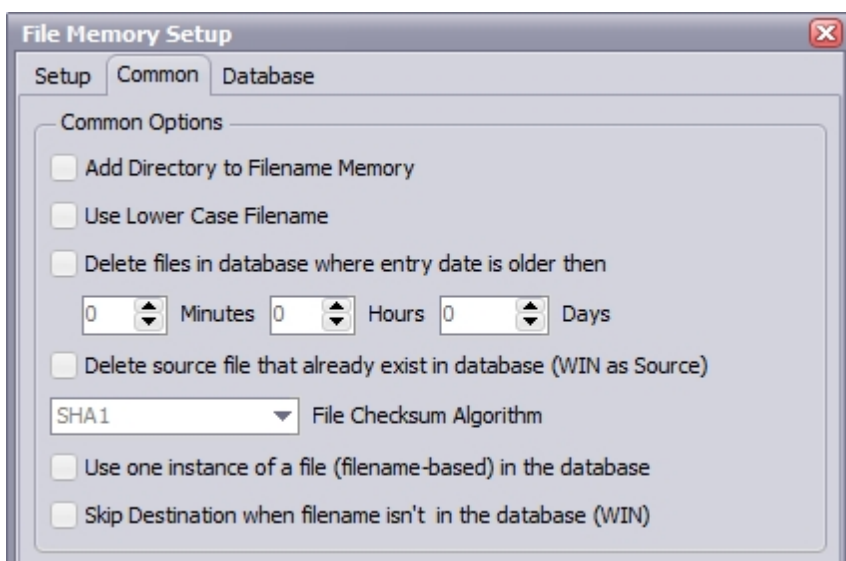 File Memory Setup
Setup Common Database
Common Options
Add Directory to Filename Memory
Use Lower Case Filename
Delete files in database where entry date is older then
0 Minutes 0 Hours 0 Days
Delete source file that already exist in database (WIN as Source)
SHA1 File Checksum Algorithm
Use one instance of a file (filename-based) in the database
Skip Destination when filename isn't in the database (WIN)